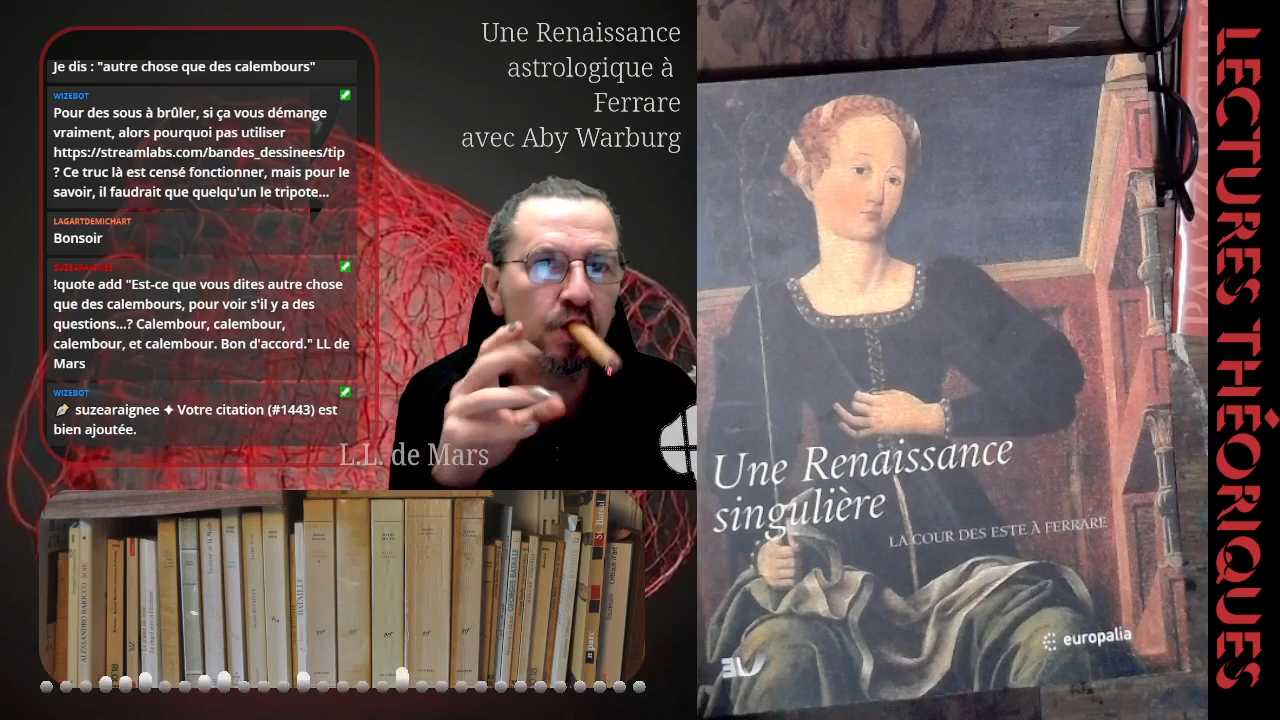 Je dis : "autre chose que des calembours"
WIZEBOT
Pour des sous à brûler, si ça vous démange
vraiment, alors pourquoi pas utiliser
https://streamlabs.com/bandes_dessinees/tip
? Ce truc là est censé fonctionner, mais pour le
savoir, il faudrait que quelqu'un le tripote...
LAGARTDEMICHART
Bonsoir
SUZEARAIGNEE
!quote add "Est-ce que vous dites autre chose
que des calembours, pour voir s'il y a des
questions...? Calembour, calembour,
calembour, et calembour. Bon d'accord." LL de
Mars
WIZEBOT
suzearaignee ✦ Votre citation (#1443) est
bien ajoutée.
Une Renaissance
astrologique à
Ferrare
avec Aby Warburg
L.L. de Mars
ALESSANDRO BARICCO
GEORGES BATAILLE
BATAILLE
Une Renaissance
singulière
LA COUR DES ESTE À FERRARE
europalia
LECTURES THÉORIQUES